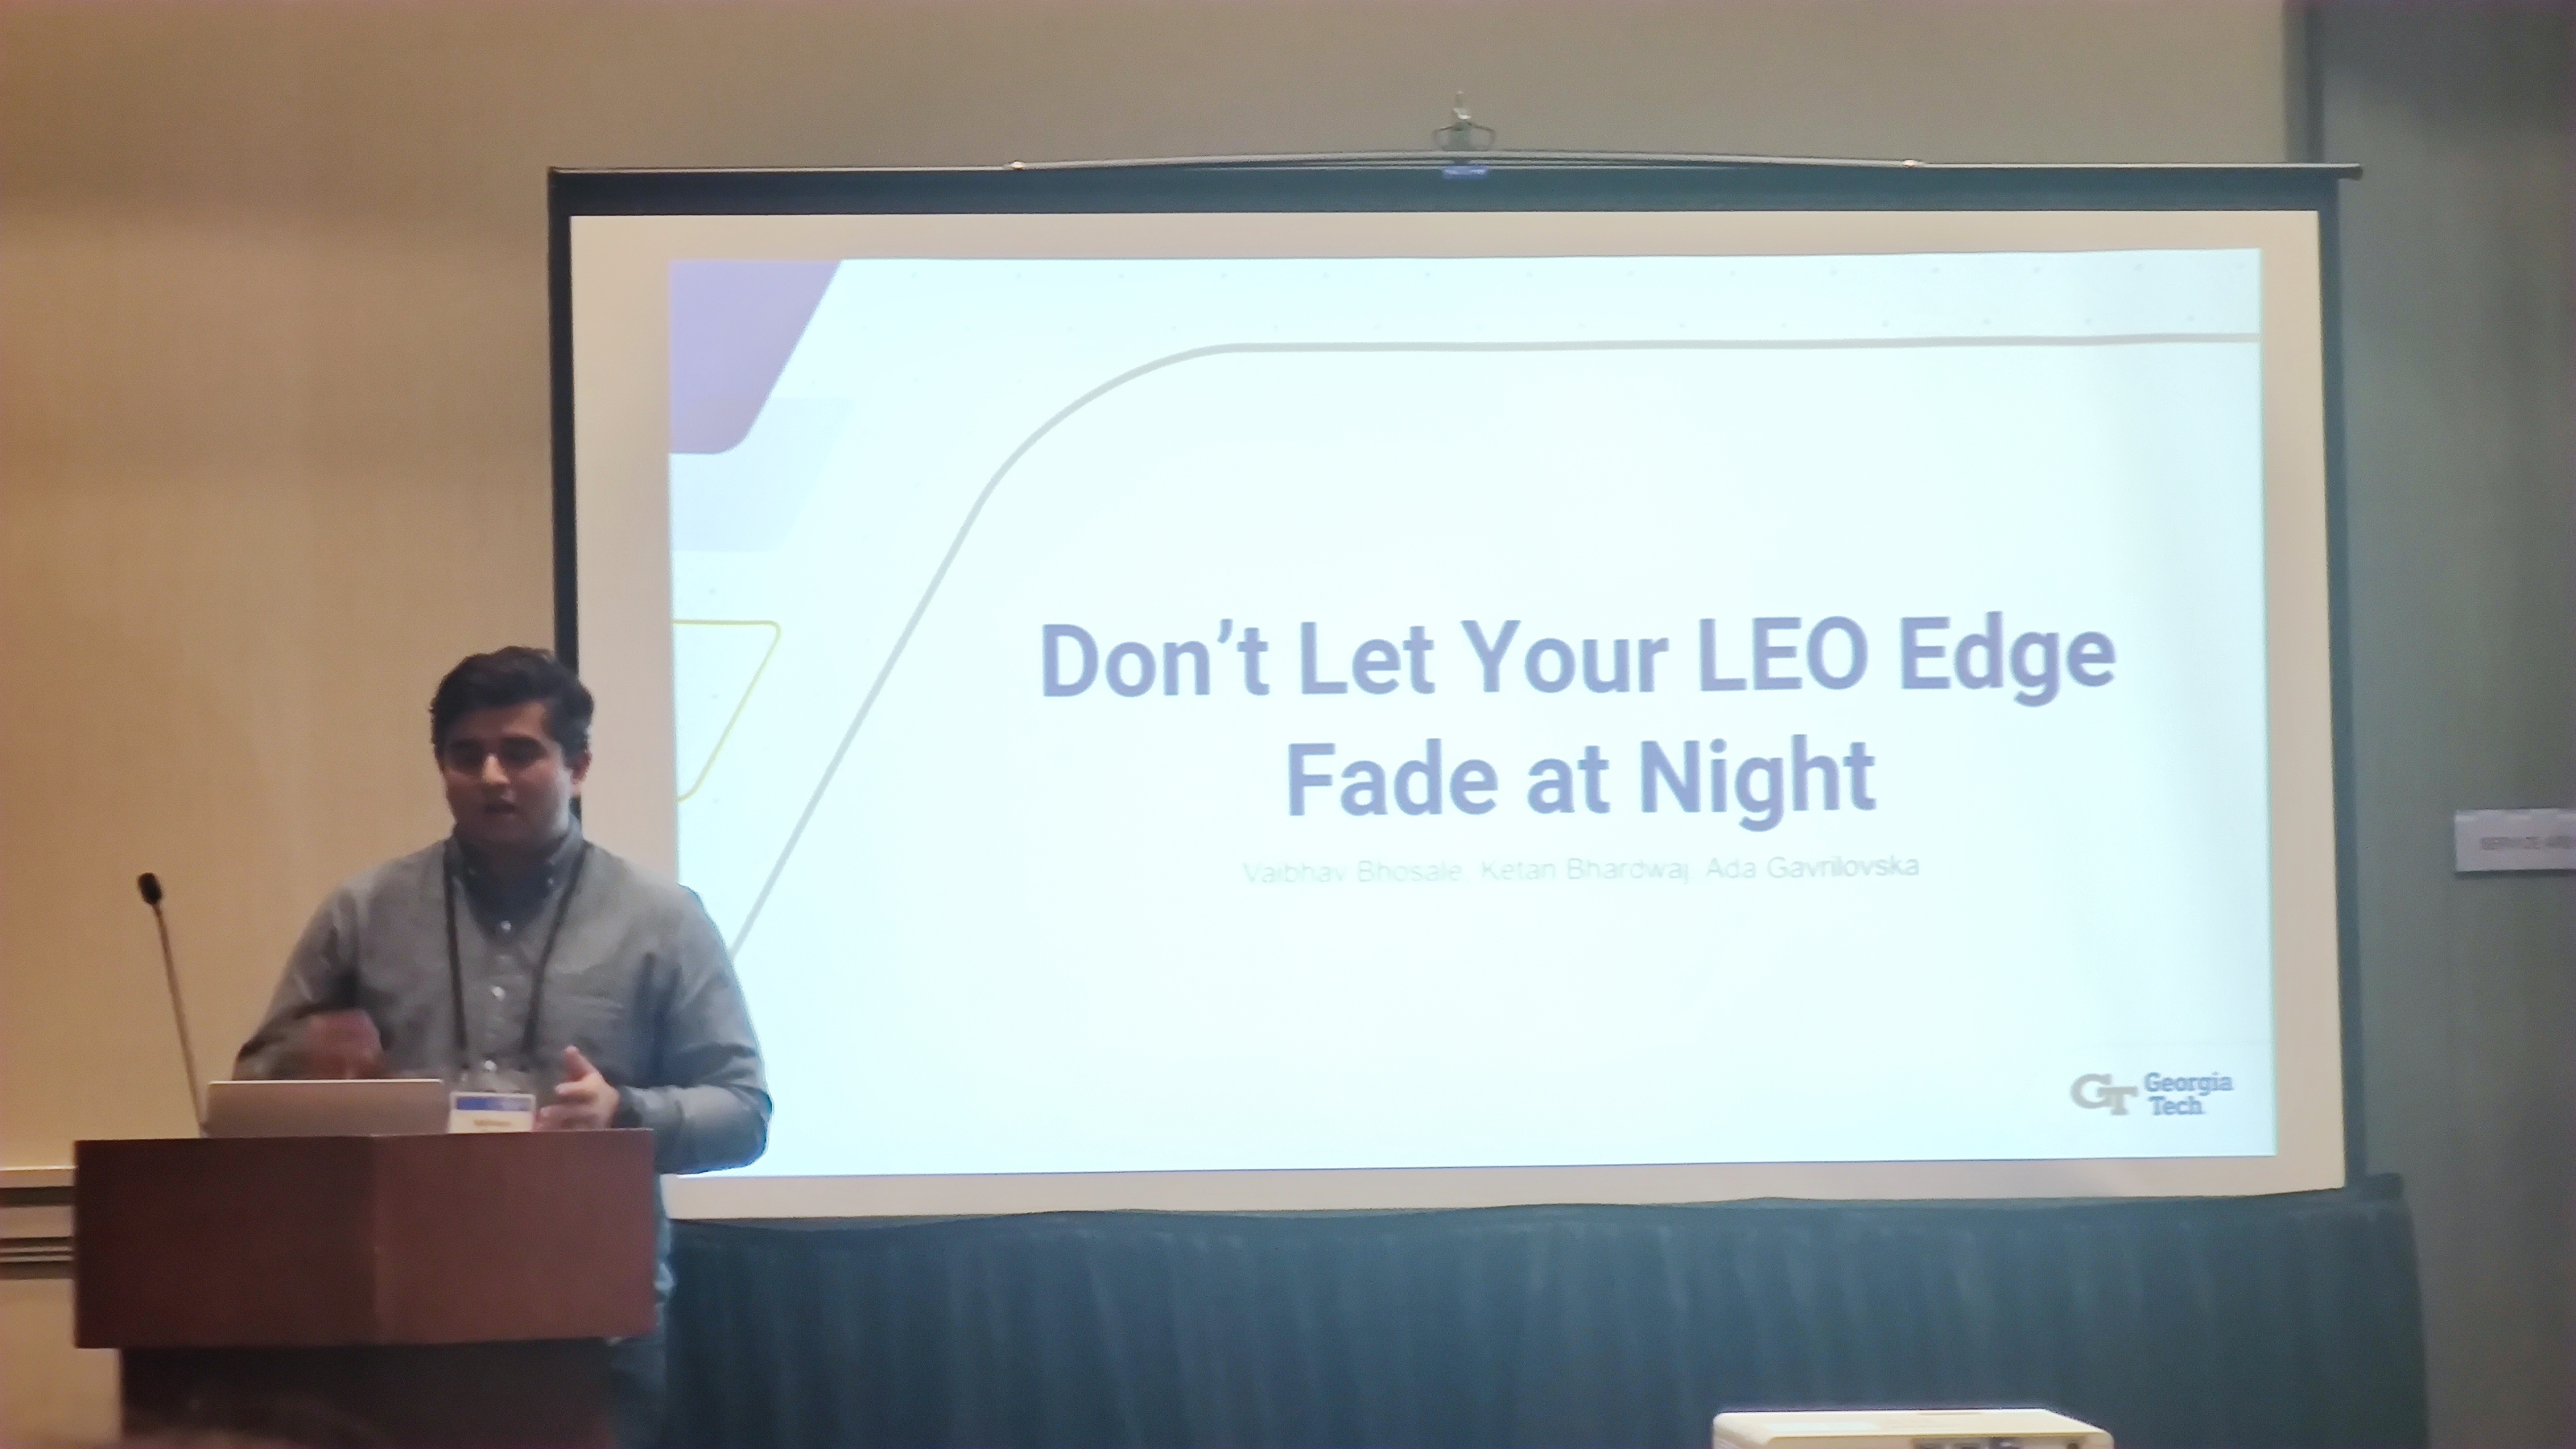 Don't Let Your LEO Edge
Fade at Night
Vaibhav Bhosale, Ketan Bhardwaj, Ada Gavrilovska
GT Georgia
Tech